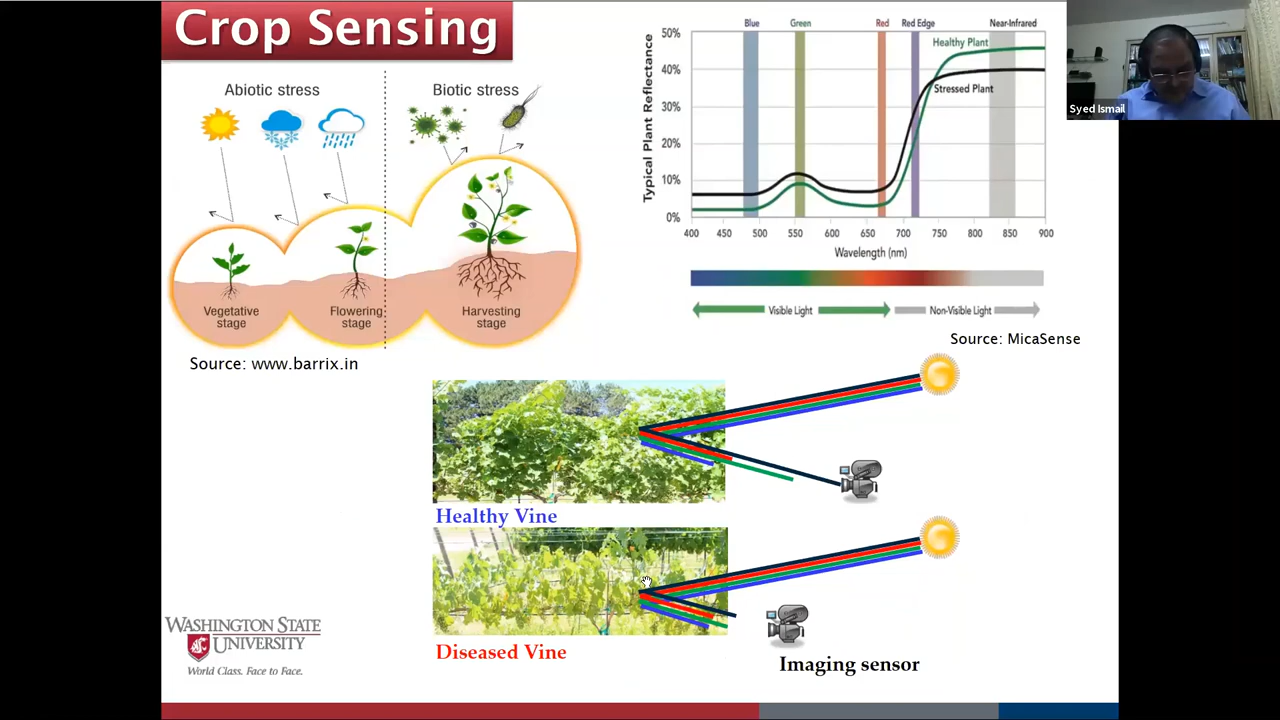 Crop Sensing
Abiotic stress
Biotic stress
Vegetative
stage
Flowering
stage
Harvesting
stage
Source: www.barrix.in
Typical Plant Reflectance
50%
40%
30%
20%
10%
0%
Blue
Green
Red
Red Edge
Near-Infrared
Healthy Plant
Stressed Plant
400
450
500
550
600
650
700
750
800
850
900
Wavelength (nm)
Visible Light
Non-Visible Light
Source: MicaSense
Syed Ismail
Healthy Vine
Diseased Vine
Imaging sensor
WASHINGTON STATE
UNIVERSITY
World Class. Face to Face.